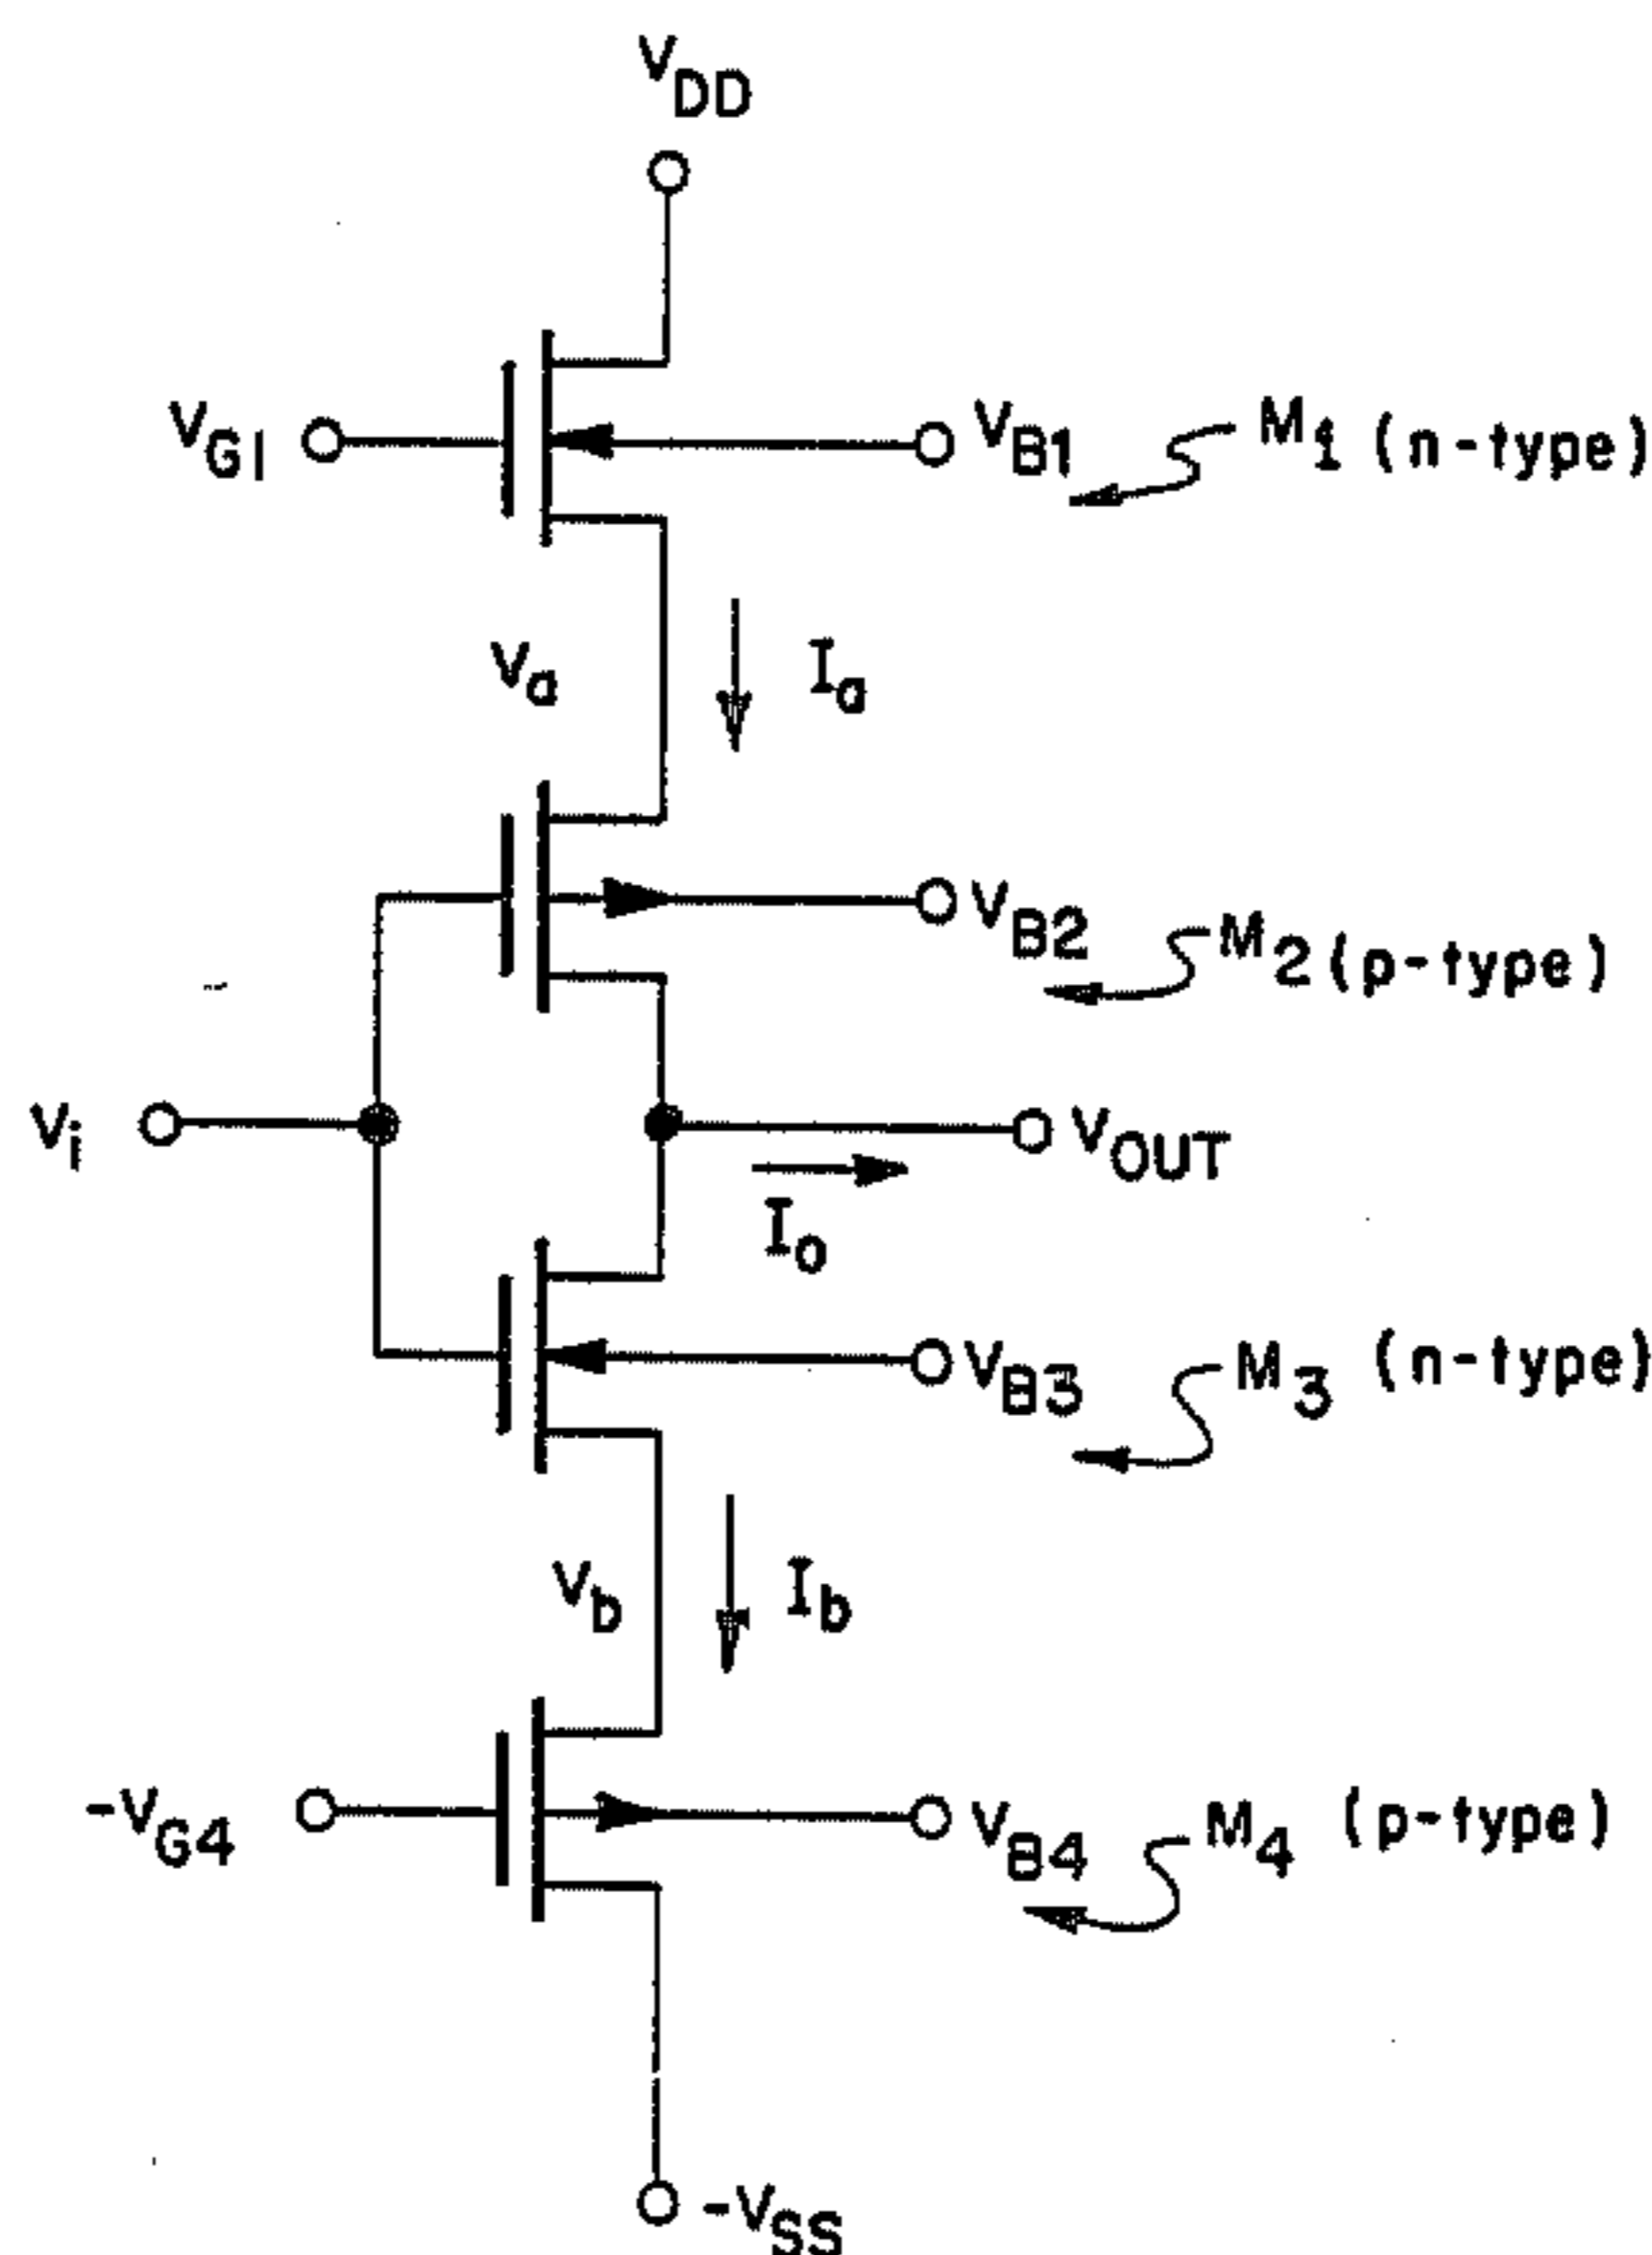 VDD
VG1
VB1
M1 (n-type)
Va
Ia
VB2
M2 (p-type)
Vi
VOUT
Io
VB3
M3 (n-type)
Vb
Ib
-VG4
VB4
M4 (p-type)
-VSS